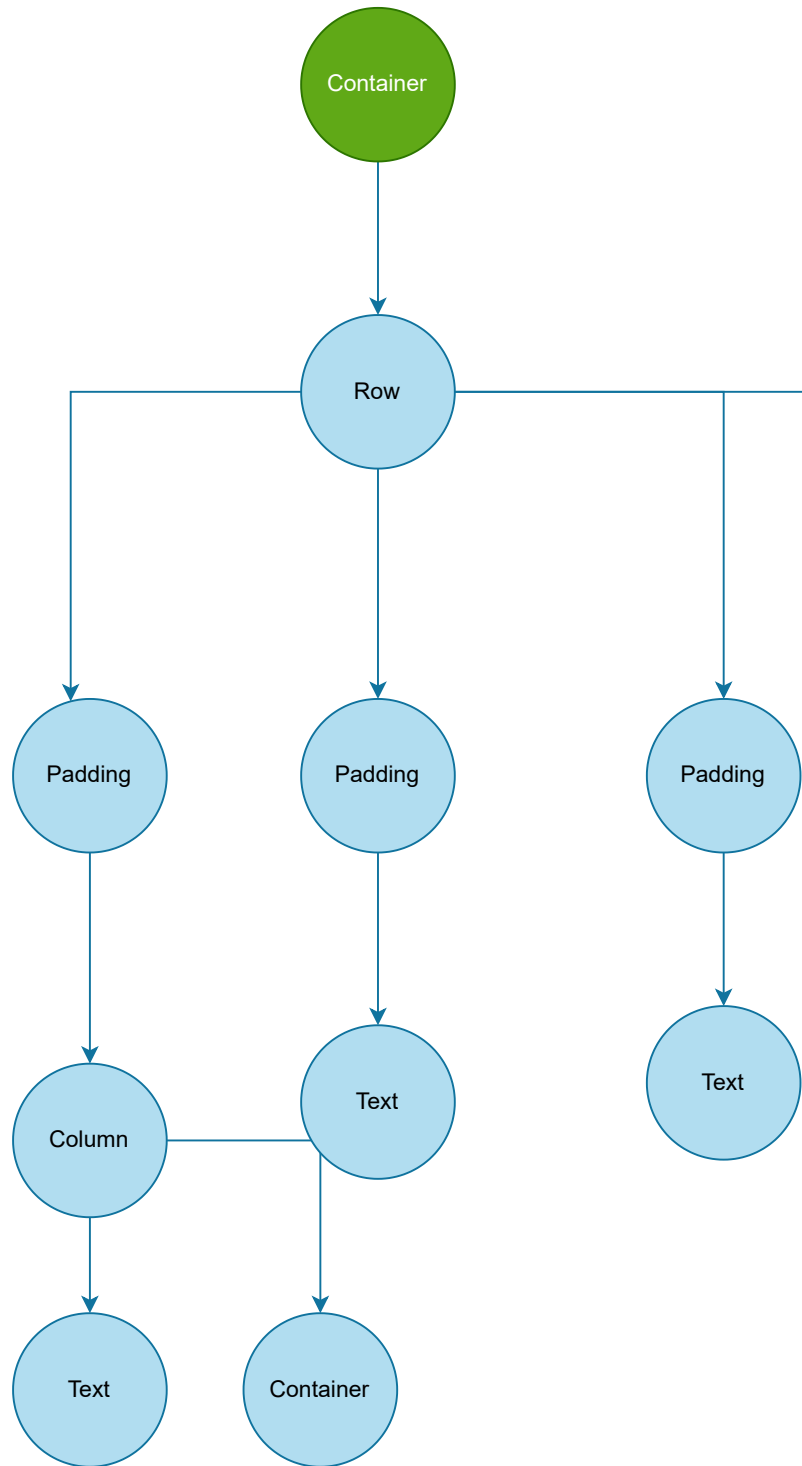 Container
Row
Padding
Padding
Padding
Text
Text
Column
Text
Container